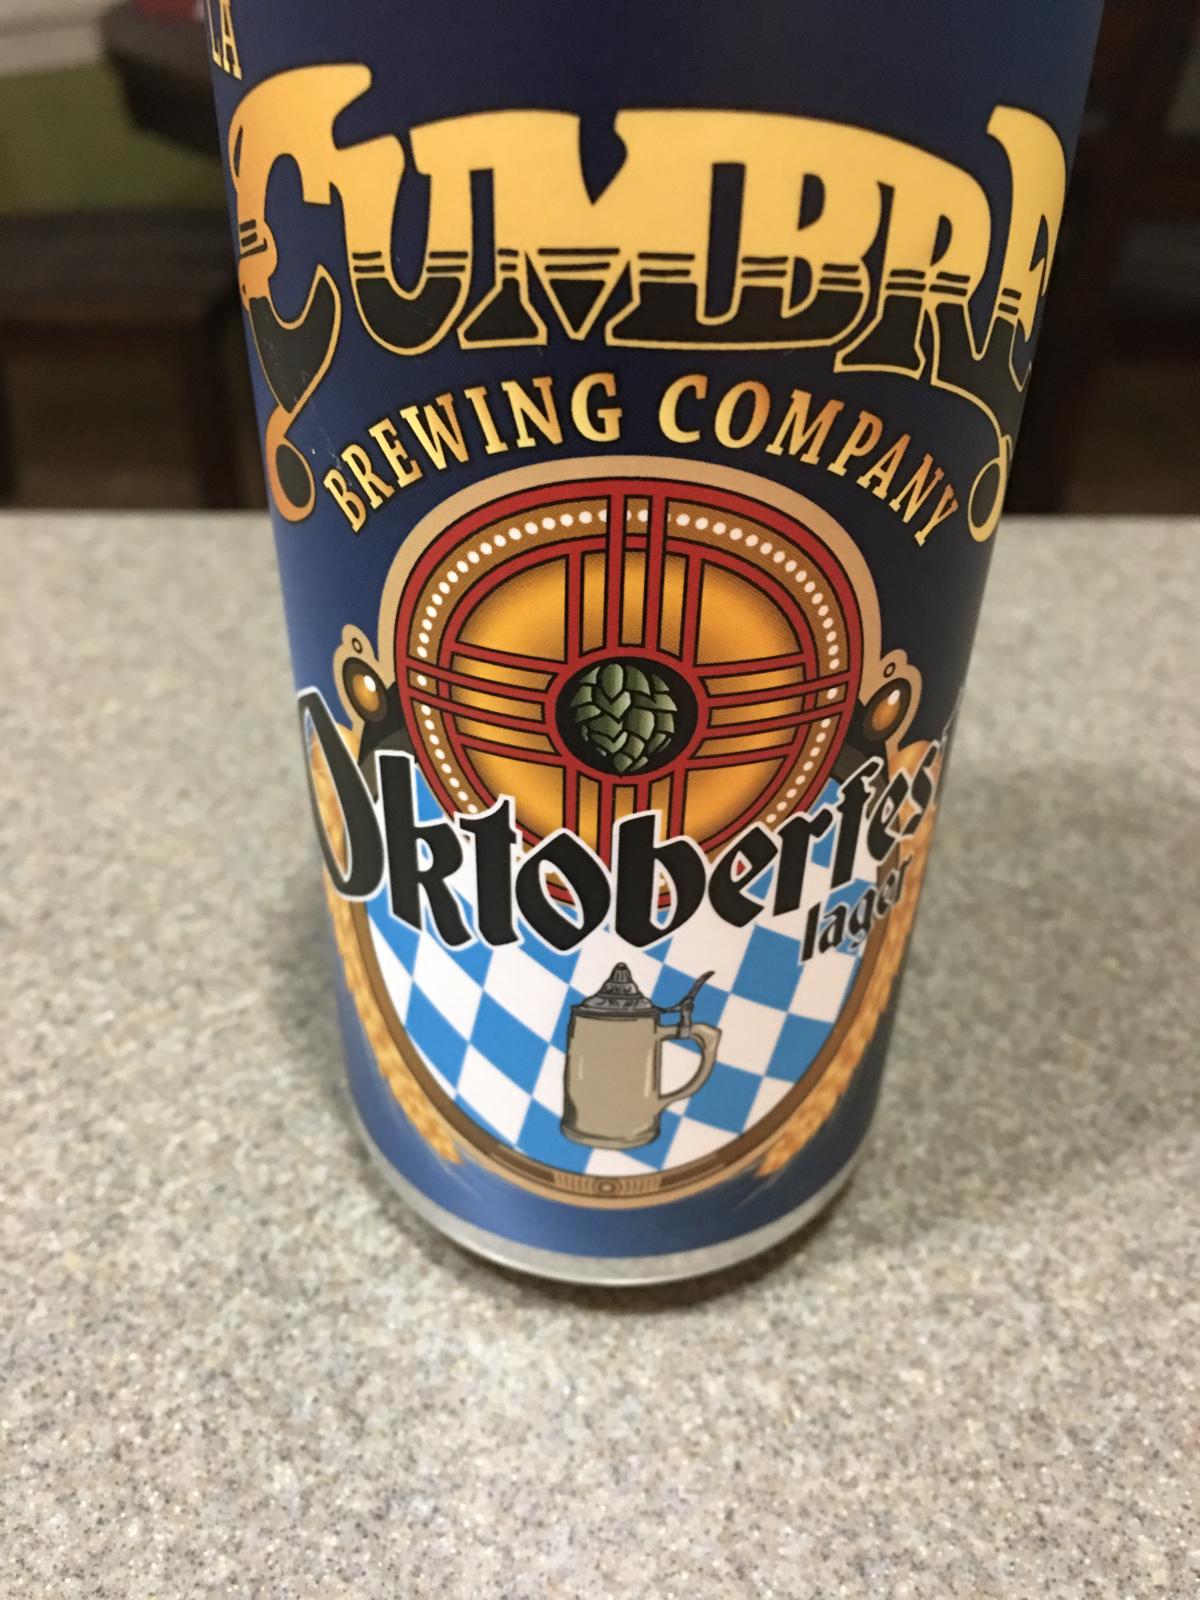 LA
CUMBRE
BREWING COMPANY
Oktoberfest
lager